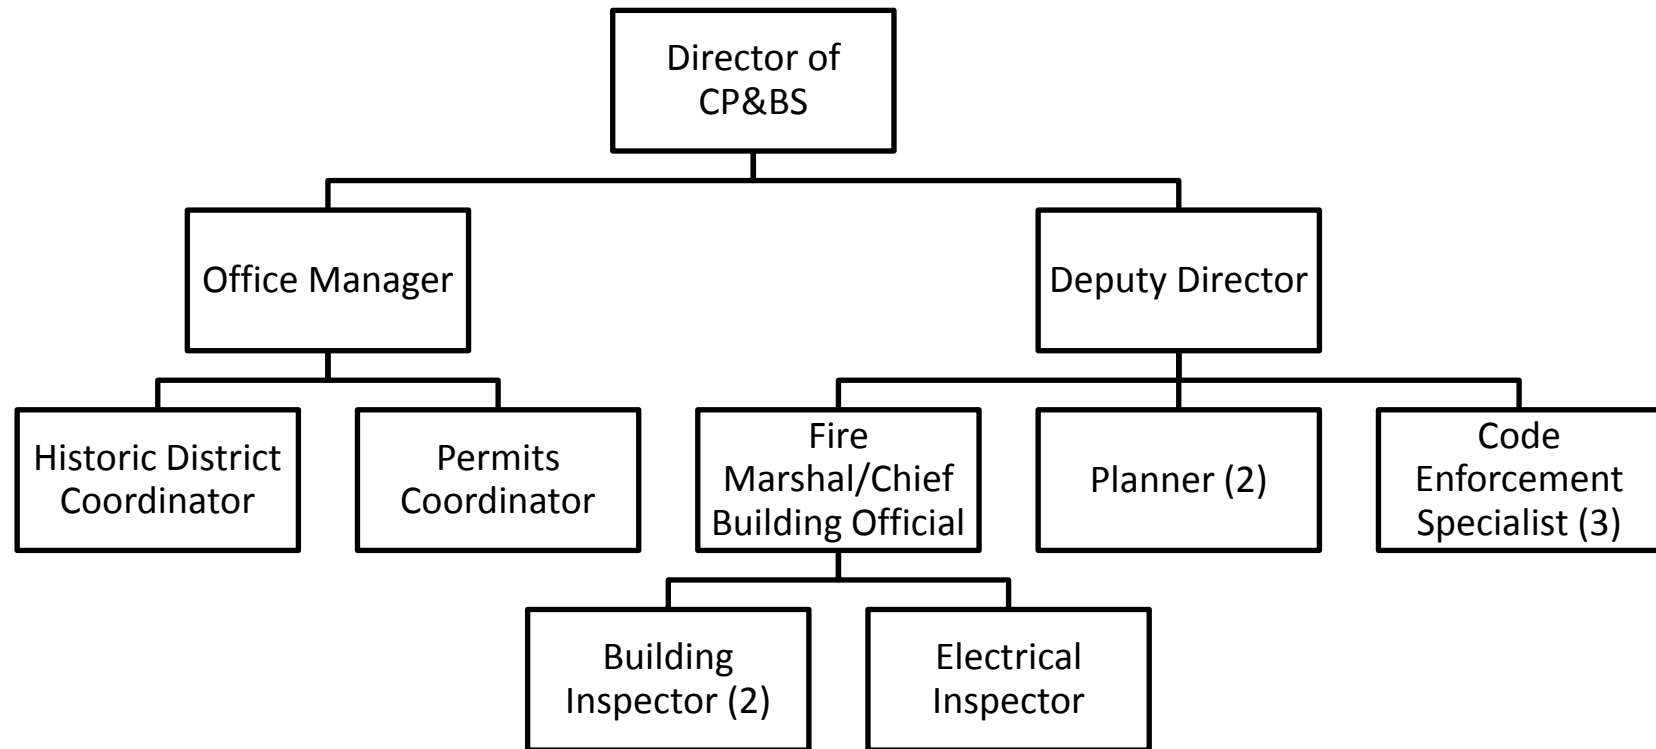 Director of
CP&BS
Office Manager
Deputy Director
Historic District
Coordinator
Permits
Coordinator
Fire
Marshal/Chief
Building Official
Planner (2)
Code
Enforcement
Specialist (3)
Building
Inspector (2)
Electrical
Inspector